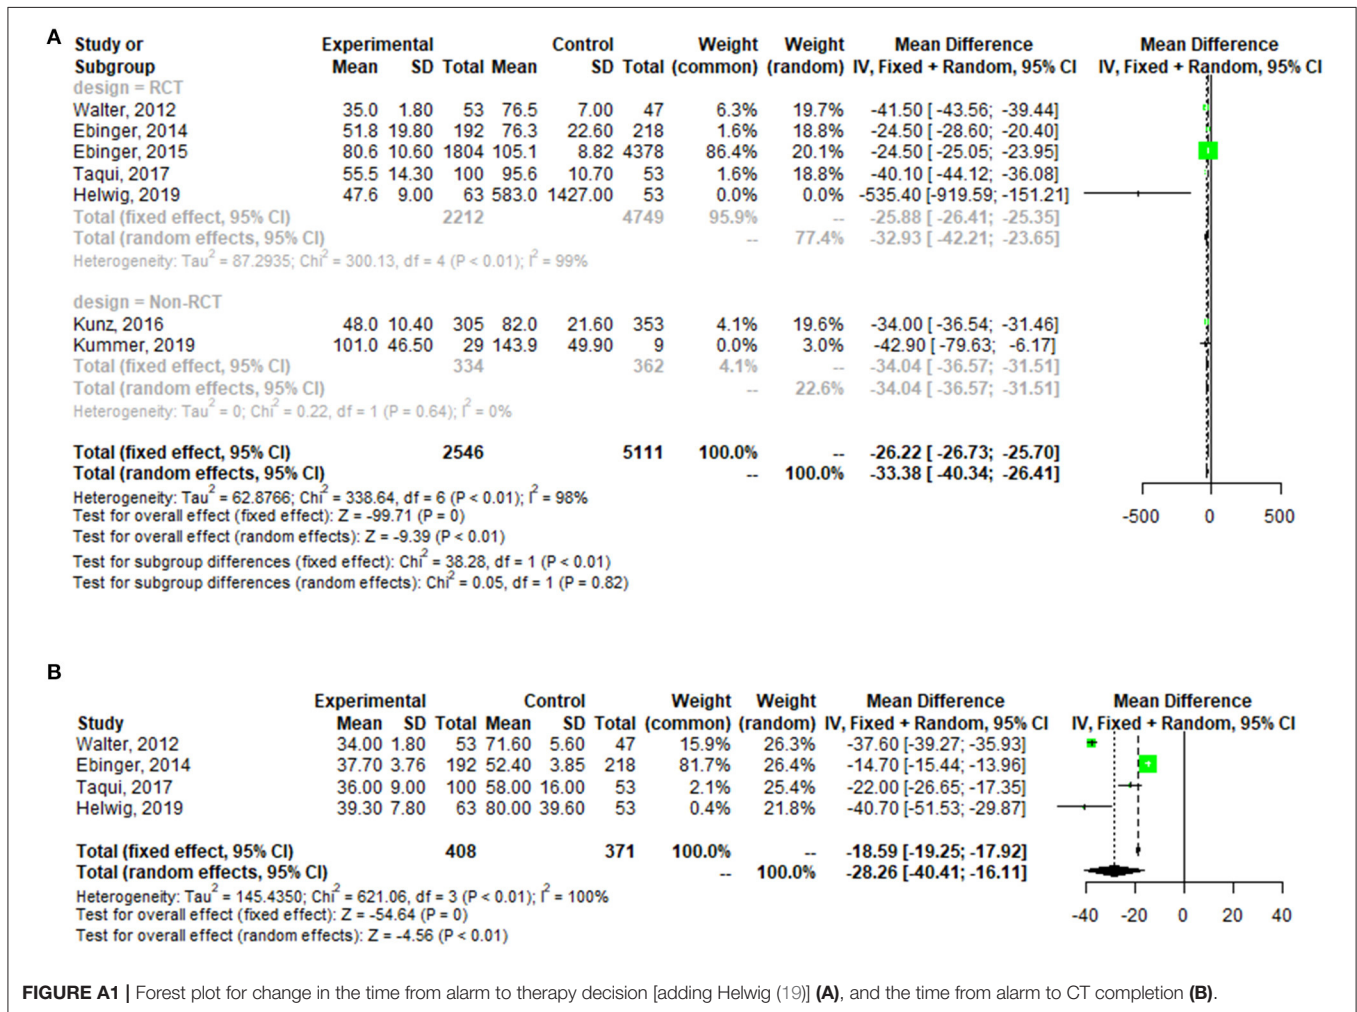 A
Study or Experimental Control Weight Weight Mean Difference Mean Difference
Subgroup Mean SD Total Mean SD Total (common) (random) IV, Fixed + Random, 95% CI IV, Fixed + Random, 95% CI
design = RCT
Walter, 2012 35.0 1.80 53 76.5 7.00 47 6.3% 19.7% -41.50 [ -43.56; -39.44]
Ebinger, 2014 51.8 19.80 192 76.3 22.60 218 1.6% 18.8% -24.50 [ -28.60; -20.40]
Ebinger, 2015 80.6 10.60 1804 105.1 8.82 4378 86.4% 20.1% -24.50 [ -25.05; -23.95]
Taqui, 2017 55.5 14.30 100 95.6 10.70 53 1.6% 18.8% -40.10 [ -44.12; -36.08]
Helwig, 2019 47.6 9.00 63 583.0 1427.00 53 0.0% 0.0% -535.40 [-919.59; -151.21]
Total (fixed effect, 95% CI) 2212 4749 95.9% -- -25.88 [ -26.41; -25.35]
Total (random effects, 95% CI) -- 77.4% -32.93 [ -42.21; -23.65]
Heterogeneity: Tau² = 87.2935; Chi² = 300.13, df = 4 (P < 0.01); I² = 99%
design = Non-RCT
Kunz, 2016 48.0 10.40 305 82.0 21.60 353 4.1% 19.6% -34.00 [ -36.54; -31.46]
Kummer, 2019 101.0 46.50 29 143.9 49.90 9 0.0% 3.0% -42.90 [ -79.63; -6.17]
Total (fixed effect, 95% CI) 334 362 4.1% -- -34.04 [ -36.57; -31.51]
Total (random effects, 95% CI) -- 22.6% -34.04 [ -36.57; -31.51]
Heterogeneity: Tau² = 0; Chi² = 0.22, df = 1 (P = 0.64); I² = 0%
Total (fixed effect, 95% CI) 2546 5111 100.0% -- -26.22 [ -26.73; -25.70]
Total (random effects, 95% CI) -- 100.0% -33.38 [ -40.34; -26.41]
Heterogeneity: Tau² = 62.8766; Chi² = 338.64, df = 6 (P < 0.01); I² = 98%
Test for overall effect (fixed effect): Z = -99.71 (P = 0)
Test for overall effect (random effects): Z = -9.39 (P < 0.01)
Test for subgroup differences (fixed effect): Chi² = 38.28, df = 1 (P < 0.01)
Test for subgroup differences (random effects): Chi² = 0.05, df = 1 (P = 0.82)
-500 0 500
B
Experimental Control Weight Weight Mean Difference Mean Difference
Study Mean SD Total Mean SD Total (common) (random) IV, Fixed + Random, 95% CI IV, Fixed + Random, 95% CI
Walter, 2012 34.00 1.80 53 71.60 5.60 47 15.9% 26.3% -37.60 [-39.27; -35.93]
Ebinger, 2014 37.70 3.76 192 52.40 3.85 218 81.7% 26.4% -14.70 [-15.44; -13.96]
Taqui, 2017 36.00 9.00 100 58.00 16.00 53 2.1% 25.4% -22.00 [-26.65; -17.35]
Helwig, 2019 39.30 7.80 63 80.00 39.60 53 0.4% 21.8% -40.70 [-51.53; -29.87]
Total (fixed effect, 95% CI) 408 371 100.0% -- -18.59 [-19.25; -17.92]
Total (random effects, 95% CI) -- 100.0% -28.26 [-40.41; -16.11]
Heterogeneity: Tau² = 145.4350; Chi² = 621.06, df = 3 (P < 0.01); I² = 100%
Test for overall effect (fixed effect): Z = -54.64 (P = 0)
Test for overall effect (random effects): Z = -4.56 (P < 0.01)
-40 -20 0 20 40
FIGURE A1 | Forest plot for change in the time from alarm to therapy decision [adding Helwig (19)] (A), and the time from alarm to CT completion (B).